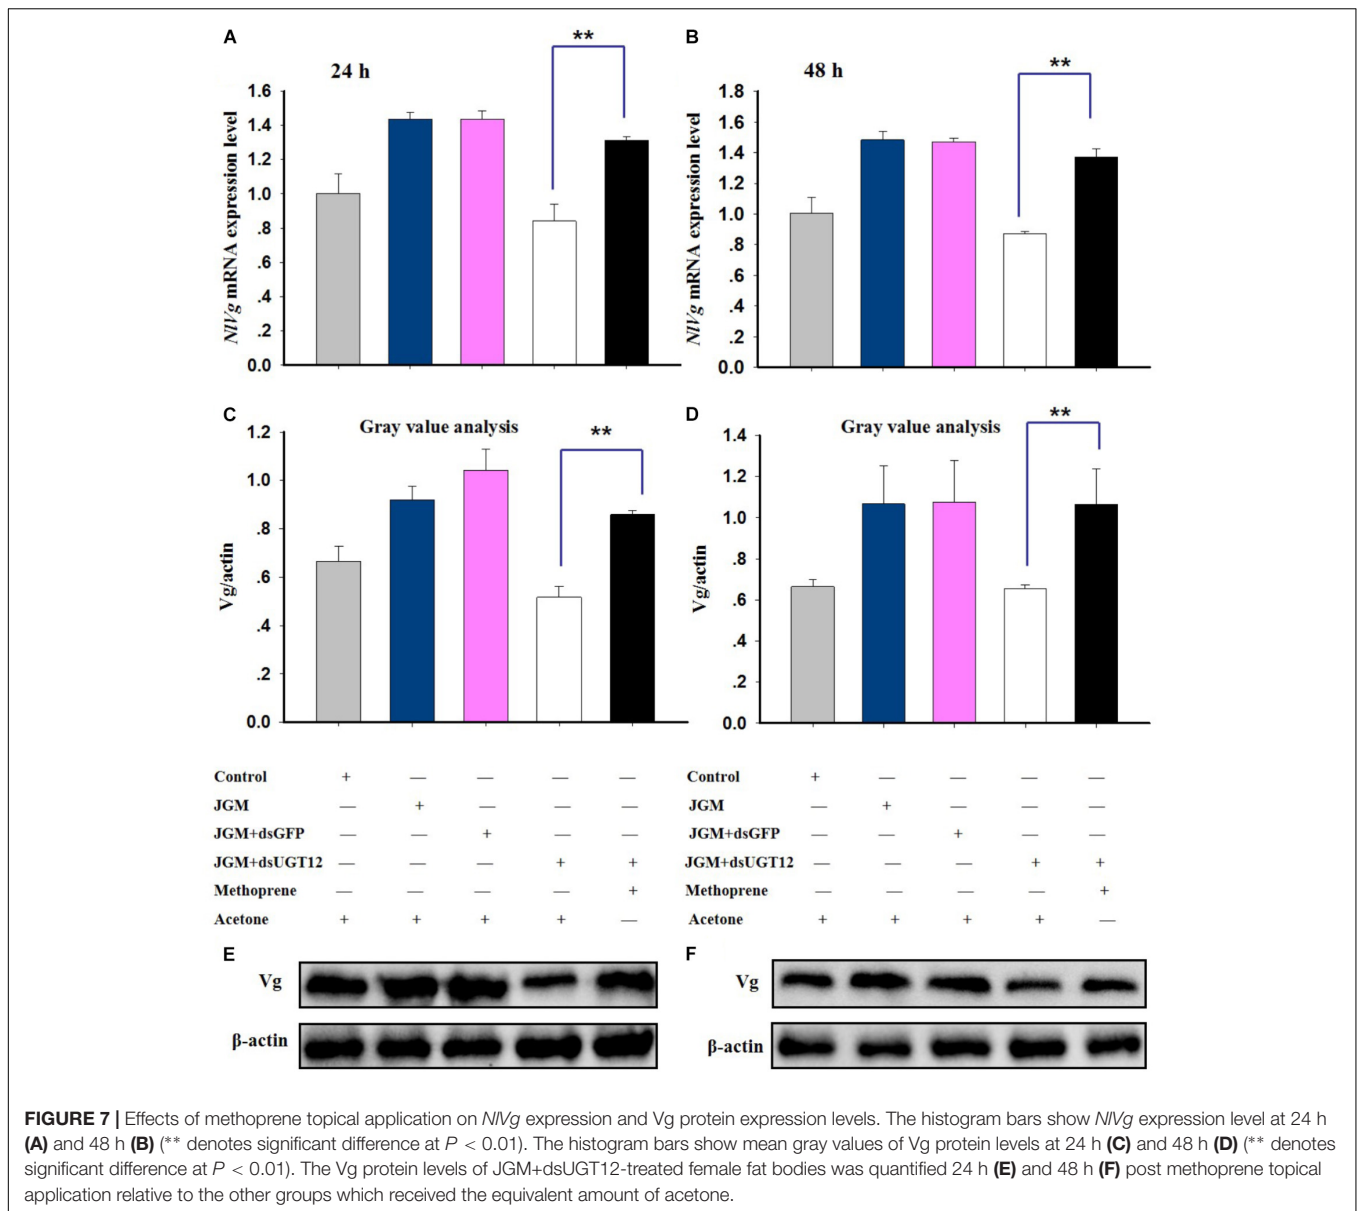 A
24 h
**
NlVg mRNA expression level
1.6
1.4
1.2
1.0
.8
.6
.4
.2
0.0
B
48 h
**
NlVg mRNA expression level
1.8
1.6
1.4
1.2
1.0
.8
.6
.4
.2
0.0
C
Gray value analysis
**
Vg/actin
1.2
1.0
.8
.6
.4
.2
0.0
D
Gray value analysis
**
Vg/actin
1.4
1.2
1.0
.8
.6
.4
.2
0.0
Control + — — — —
JGM — + — — —
JGM+dsGFP — — + — —
JGM+dsUGT12 — — — + +
Methoprene — — — — +
Acetone + + + + —
Control + — — — —
JGM — + — — —
JGM+dsGFP — — + — —
JGM+dsUGT12 — — — + +
Methoprene — — — — +
Acetone + + + + —
E
Vg
β-actin
F
Vg
β-actin
FIGURE 7 | Effects of methoprene topical application on NlVg expression and Vg protein expression levels. The histogram bars show NlVg expression level at 24 h
(A) and 48 h (B) (** denotes significant difference at P < 0.01). The histogram bars show mean gray values of Vg protein levels at 24 h (C) and 48 h (D) (** denotes
significant difference at P < 0.01). The Vg protein levels of JGM+dsUGT12-treated female fat bodies was quantified 24 h (E) and 48 h (F) post methoprene topical
application relative to the other groups which received the equivalent amount of acetone.